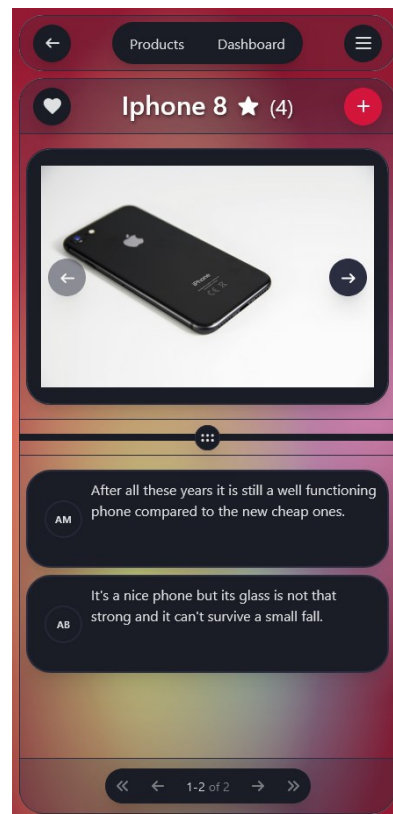 Products Dashboard
Iphone 8 ★ (4)
iPhone
AM
After all these years it is still a well functioning
phone compared to the new cheap ones.
AB
It's a nice phone but its glass is not that
strong and it can't survive a small fall.
1-2 of 2